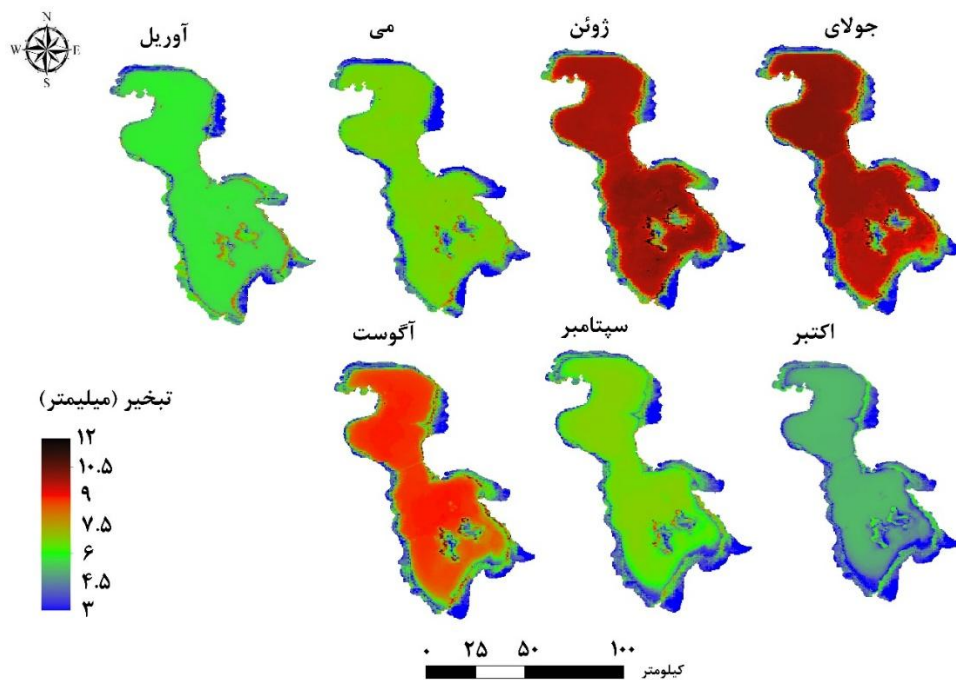 N
W E
S
آوریل
می
ژوئن
جولای
آگوست
سپتامبر
اکتبر
تبخیر (میلیمتر)
۱۲
۱۰.۵
۹
۷.۵
۶
۴.۵
۳
۰ ۲۵ ۵۰ ۱۰۰
کیلومتر